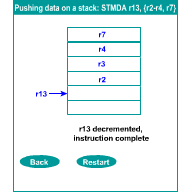 Pushing data on a stack: STMDA r13, {r2-r4, r7}
r7
r4
r3
r2
r13
r13 decremented,
instruction complete
Back Restart